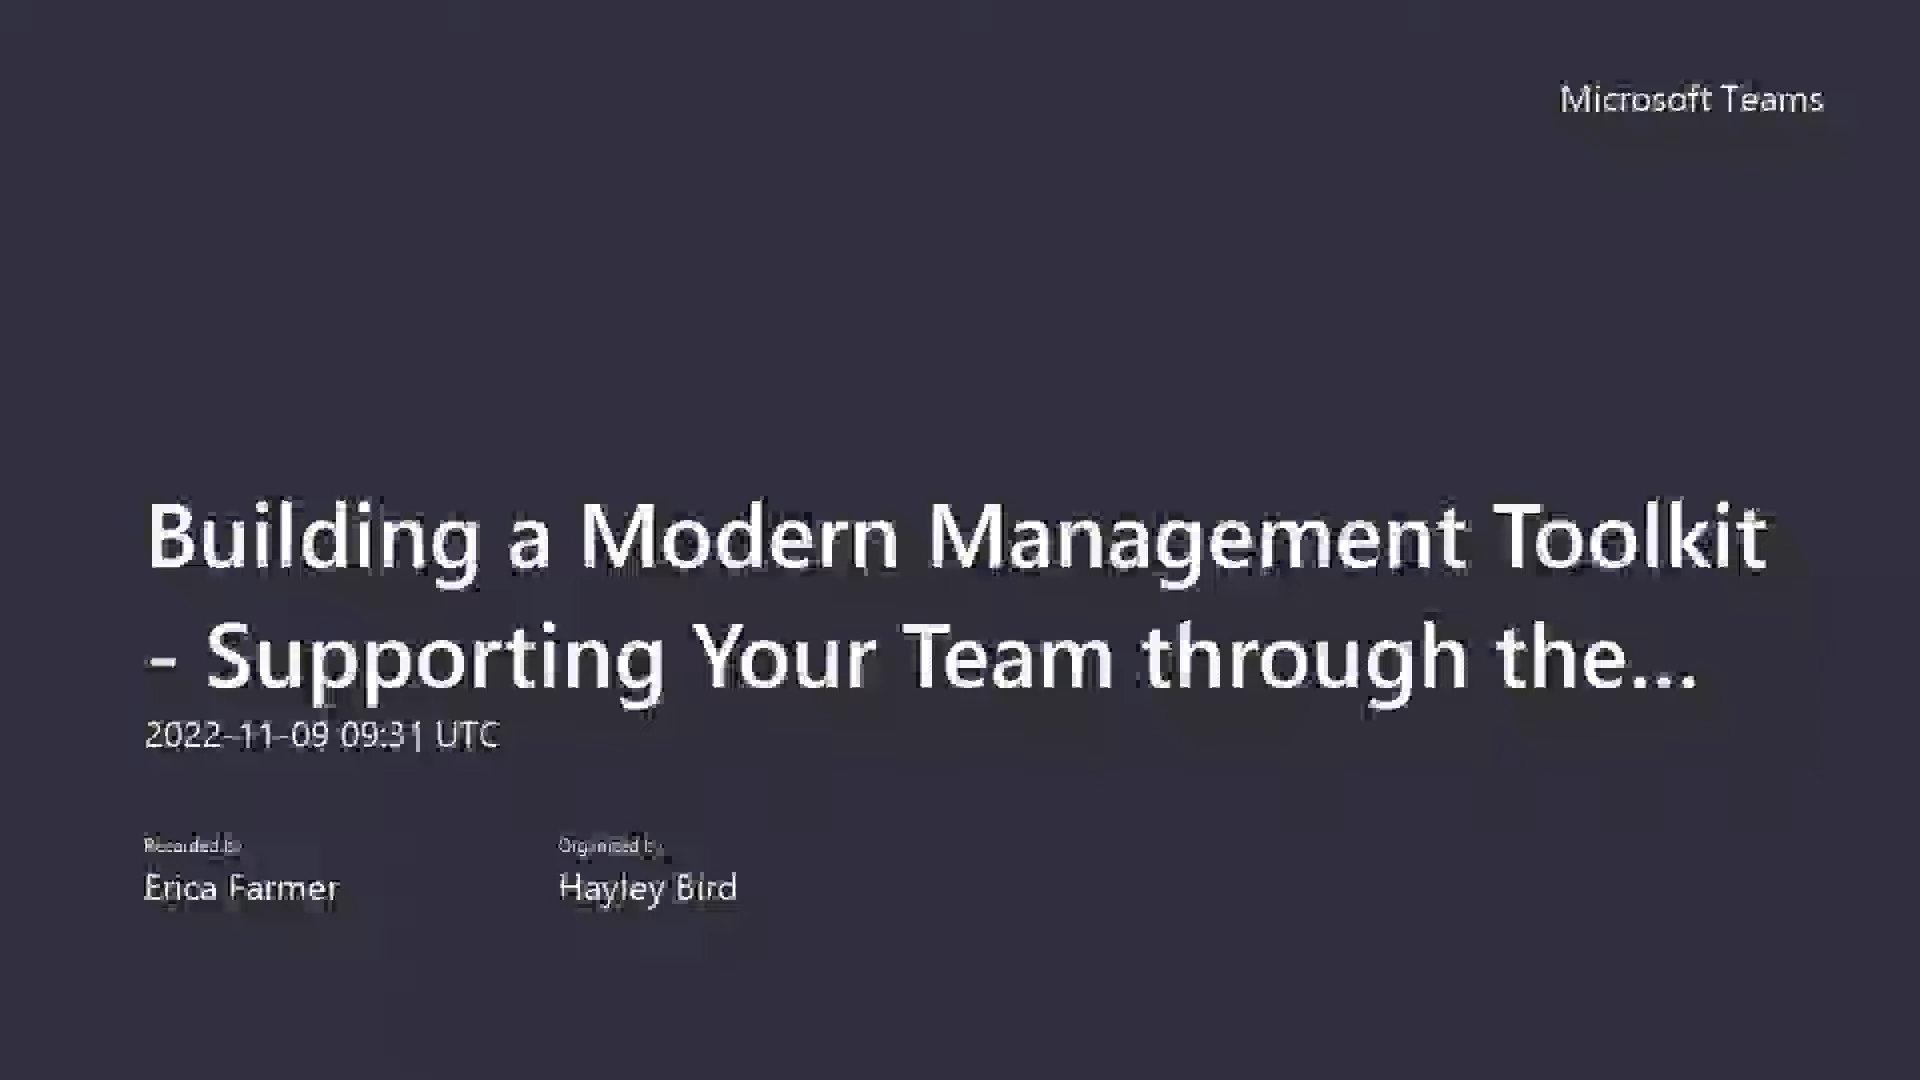 Microsoft Teams
Building a Modern Management Toolkit
- Supporting Your Team through the...
2022-11-09 09:31 UTC
Recorded by
Organized by
Erica Farmer
Hayley Bird